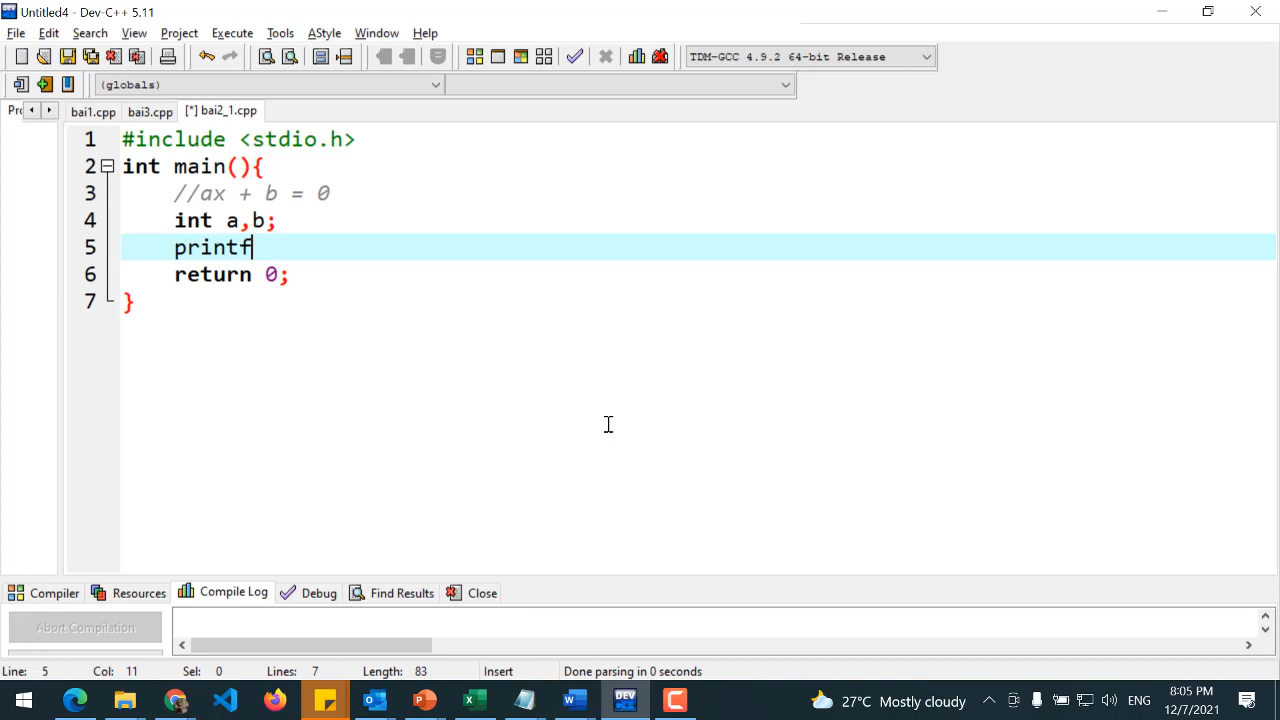 Untitled4 - Dev-C++ 5.11
File Edit Search View Project Execute Tools AStyle Window Help
TDM-GCC 4.9.2 64-bit Release
(globals)
Prc bai1.cpp bai3.cpp [*] bai2_1.cpp
1 #include <stdio.h>
2 int main(){
3 //ax + b = 0
4 int a,b;
5 printf
6 return 0;
7 }
Compiler Resources Compile Log Debug Find Results Close
Abort Compilation
Line: 5 Col: 11 Sel: 0 Lines: 7 Length: 83 Insert Done parsing in 0 seconds
DEV
27°C Mostly cloudy ENG 8:05 PM
12/7/2021